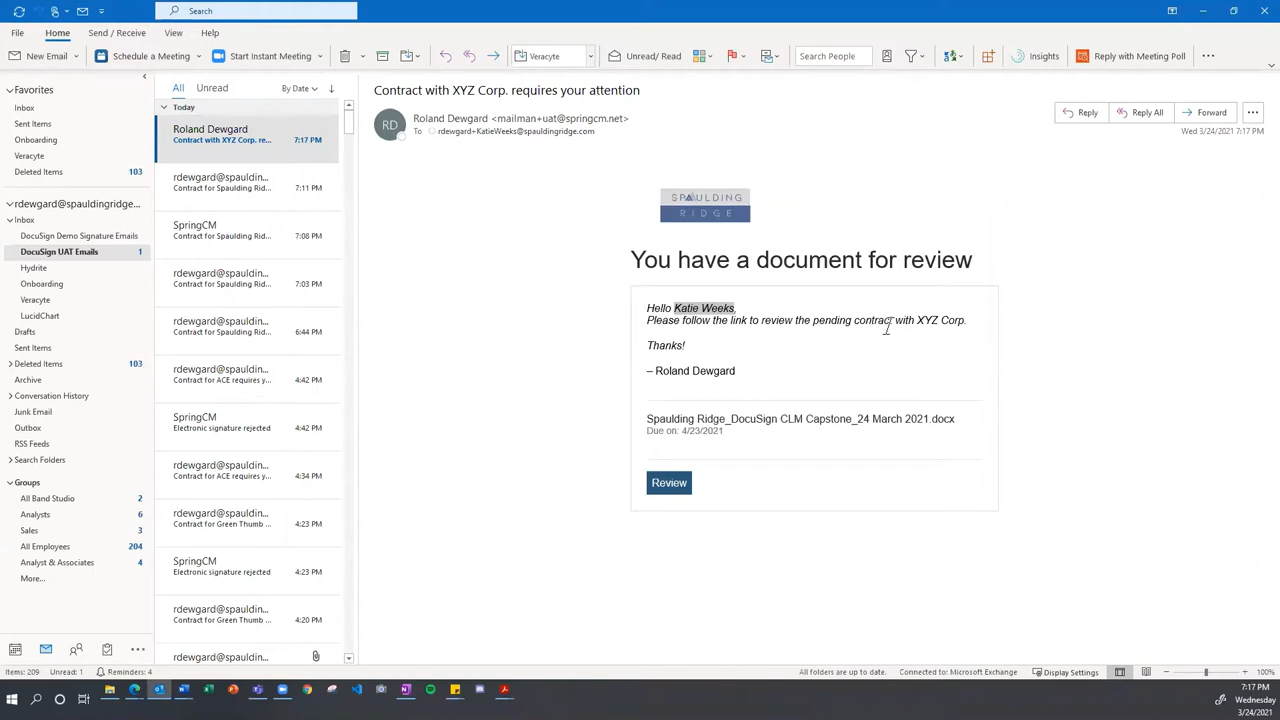 Search
File
Home
Send / Receive
View
Help
New Email
Schedule a Meeting
Start Instant Meeting
Veracyte
Unread/ Read
Search People
Insights
Reply with Meeting Poll
Favorites
Inbox
Sent Items
Onboarding
Veracyte
Deleted Items 103
rdewgard@spauldingridge...
Inbox
DocuSign Demo Signature Emails
DocuSign UAT Emails 1
Hydrite
Onboarding
Veracyte
LucidChart
Drafts
Sent Items
Deleted Items 103
Archive
Conversation History
Junk Email
Outbox
RSS Feeds
Search Folders
Groups
All Band Studio 2
Analysts 6
Sales 3
All Employees 204
Analyst & Associates 4
More...
All Unread By Date
Today
Roland Dewgard
Contract with XYZ Corp. re... 7:17 PM
rdewgard@spauldin...
Contract for Spaulding Rid... 7:11 PM
SpringCM
Contract for Spaulding Rid... 7:08 PM
rdewgard@spauldin...
Contract for Spaulding Rid... 7:03 PM
rdewgard@spauldin...
Contract for Spaulding Rid... 6:44 PM
rdewgard@spauldin...
Contract for ACE requires y... 4:42 PM
SpringCM
Electronic signature rejected 4:42 PM
rdewgard@spauldin...
Contract for ACE requires y... 4:34 PM
rdewgard@spauldin...
Contract for Green Thumb ... 4:23 PM
SpringCM
Electronic signature rejected 4:23 PM
rdewgard@spauldin...
Contract for Green Thumb ... 4:20 PM
rdewgard@spauldin...
Contract with XYZ Corp. requires your attention
RD
Roland Dewgard <mailman+uat@springcm.net>
To rdewgard+KatieWeeks@spauldingridge.com
Reply
Reply All
Forward
Wed 3/24/2021 7:17 PM
SPAULDING
RIDGE
You have a document for review
Hello Katie Weeks,
Please follow the link to review the pending contract with XYZ Corp.
Thanks!
– Roland Dewgard
Spaulding Ridge_DocuSign CLM Capstone_24 March 2021.docx
Due on: 4/23/2021
Review
Items: 209 Unread: 1 Reminders: 4
All folders are up to date. Connected to: Microsoft Exchange Display Settings 100%
7:17 PM
Wednesday
3/24/2021